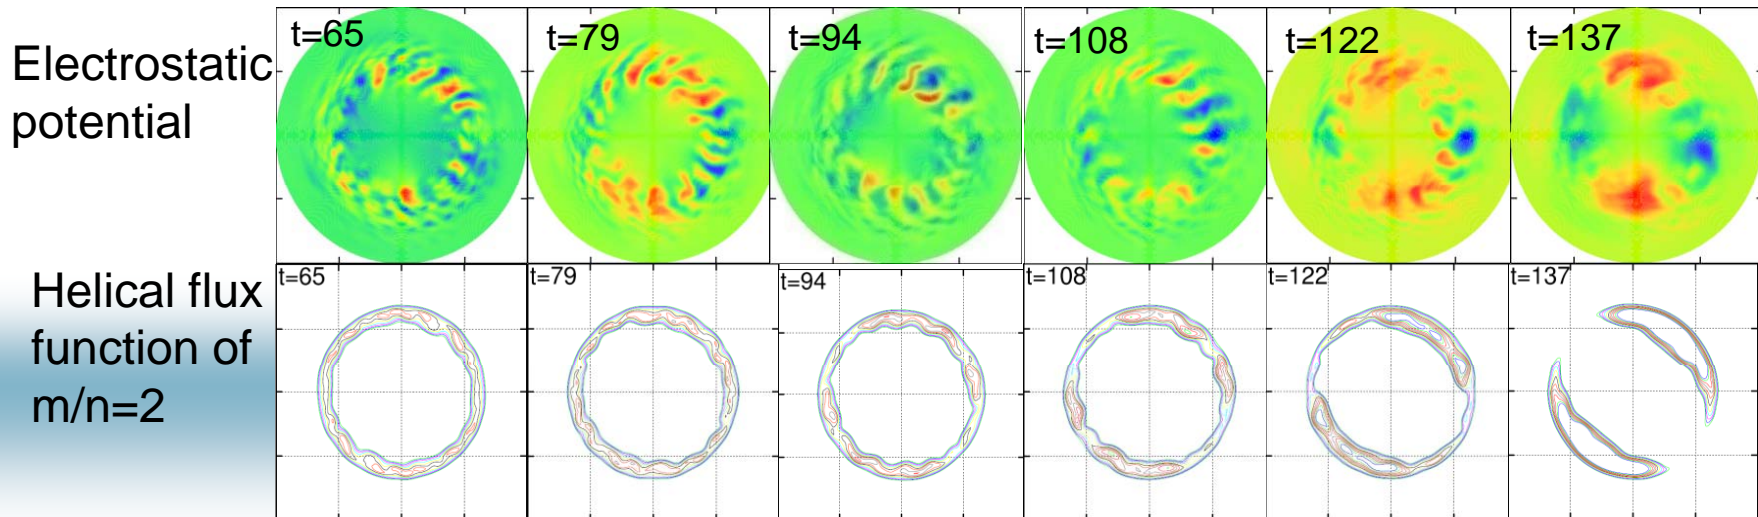 Electrostatic
potential
t=65
t=79
t=94
t=108
t=122
t=137
Helical flux
function of
m/n=2
t=65
t=79
t=94
t=108
t=122
t=137